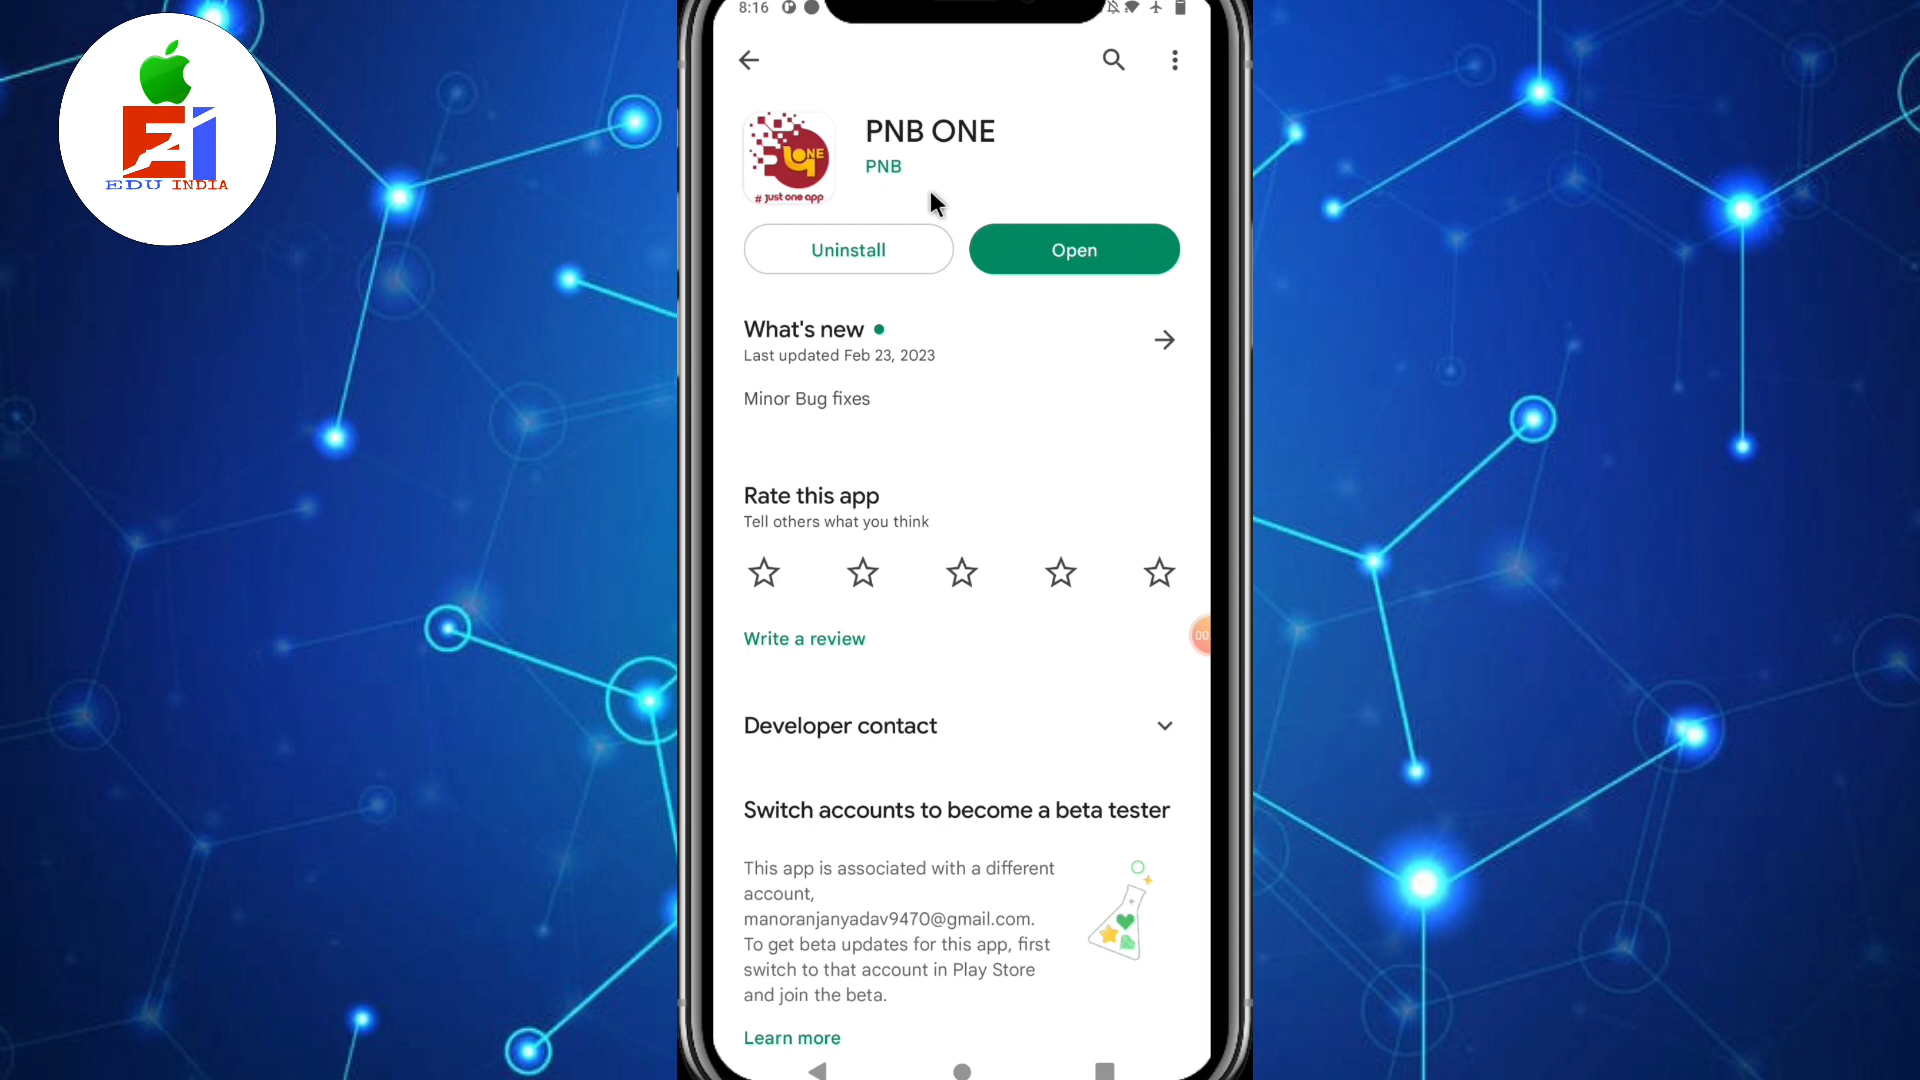 8:16
EDU INDIA
PNB ONE
PNB
ONE
# just one app
Uninstall
Open
What's new
Last updated Feb 23, 2023
Minor Bug fixes
Rate this app
Tell others what you think
00
Write a review
Developer contact
Switch accounts to become a beta tester
This app is associated with a different
account,
manoranjanyadav9470@gmail.com.
To get beta updates for this app, first
switch to that account in Play Store
and join the beta.
Learn more